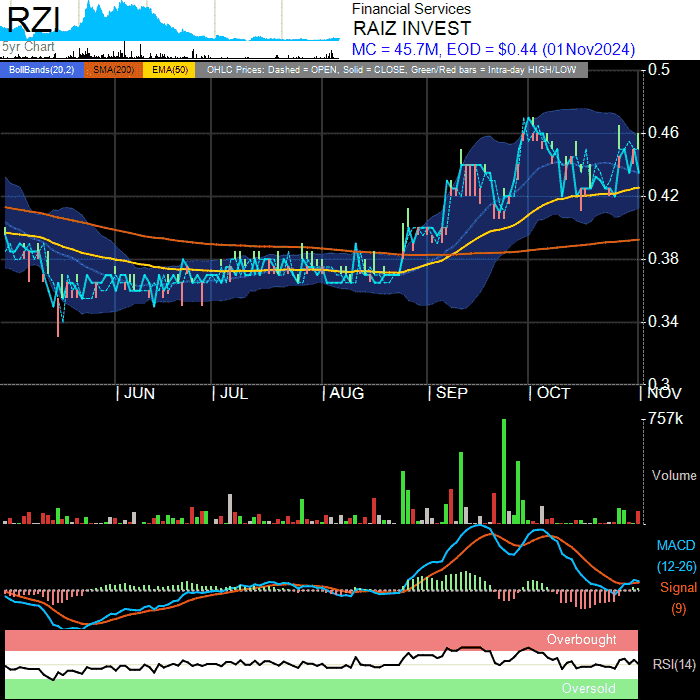 RZI
5yr Chart
Financial Services
RAIZ INVEST
MC = 45.7M, EOD = $0.44 (01Nov2024)
BollBands(20,2) SMA(200) EMA(50) OHLC Prices: Dashed = OPEN, Solid = CLOSE, Green/Red bars = Intra-day HIGH/LOW
0.5
0.46
0.42
0.38
0.34
0.3
| JUN | JUL | AUG | SEP | OCT | NOV
757k
Volume
MACD
(12-26)
Signal
(9)
Overbought
RSI(14)
Oversold